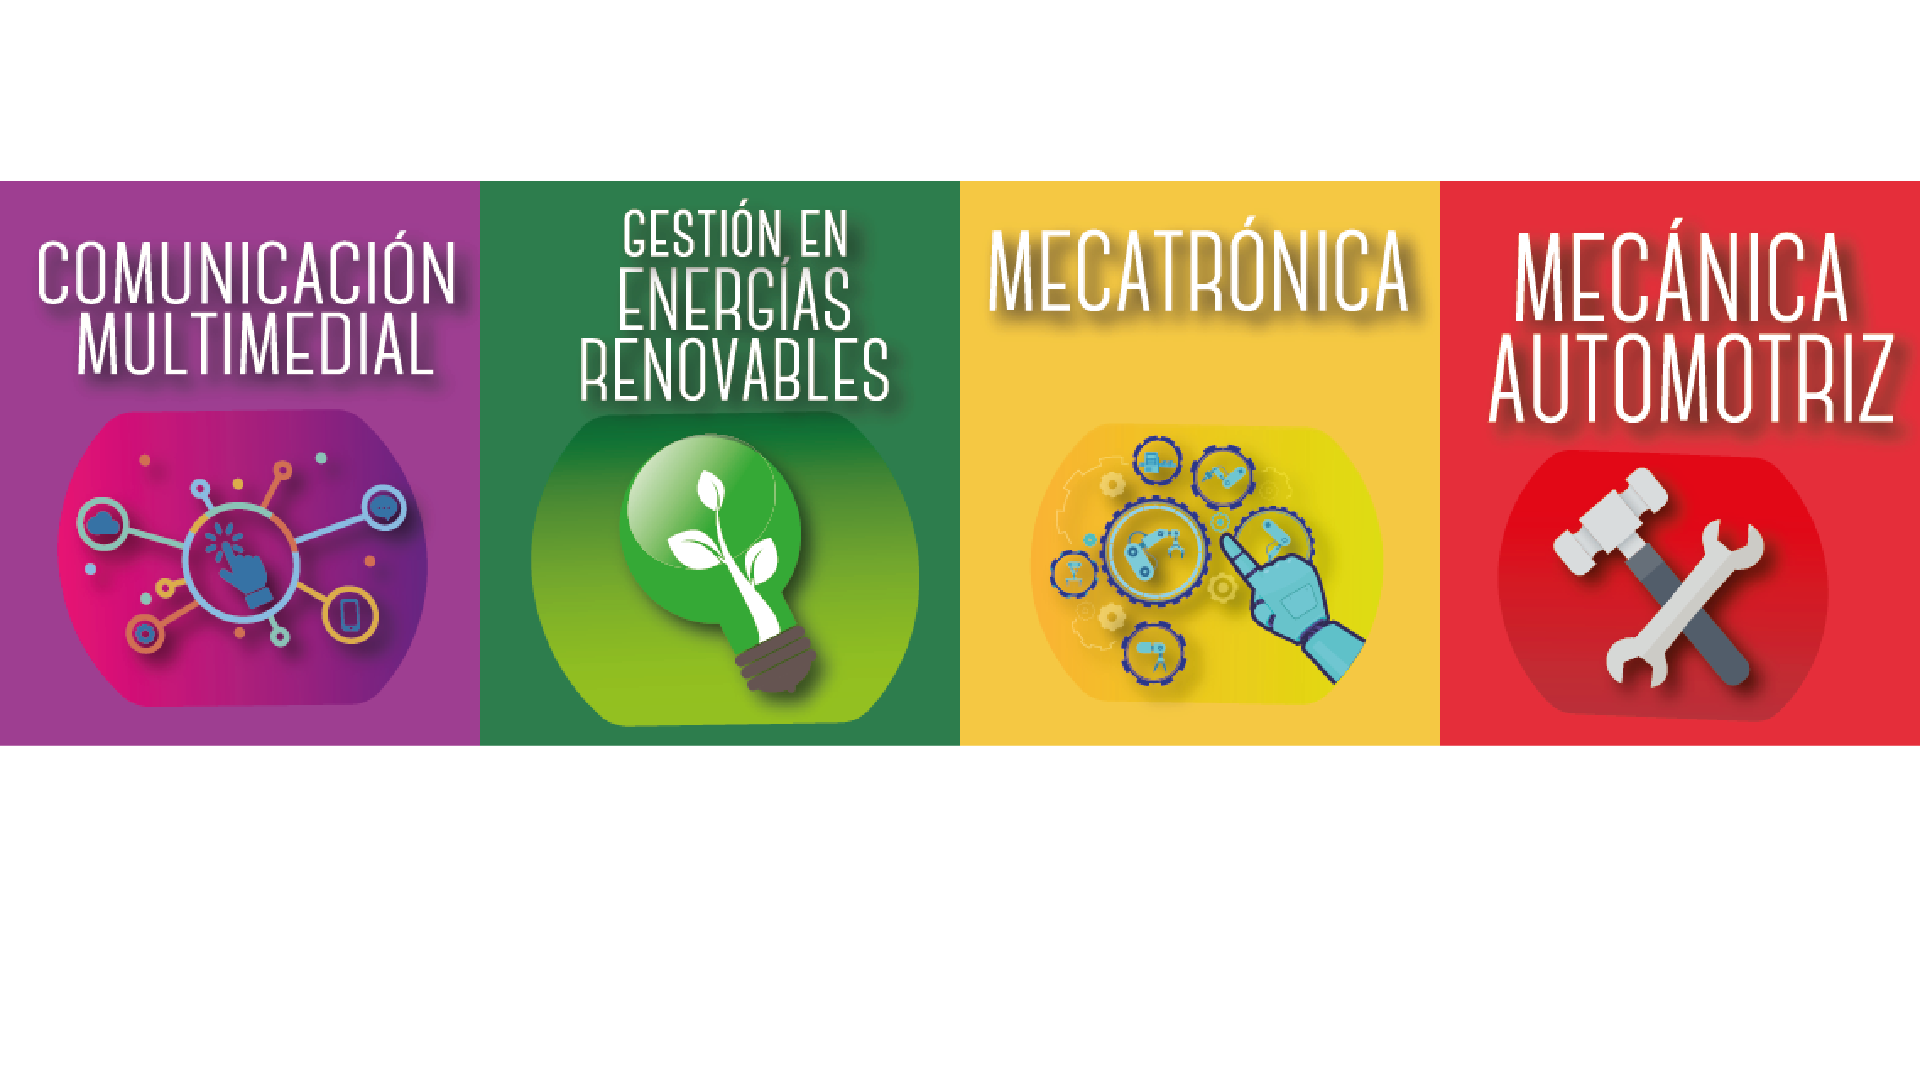 COMUNICACIÓN
MULTIMEDIAL
GESTIÓN EN
ENERGÍAS
RENOVABLES
MECATRÓNICA
MECÁNICA
AUTOMOTRIZ